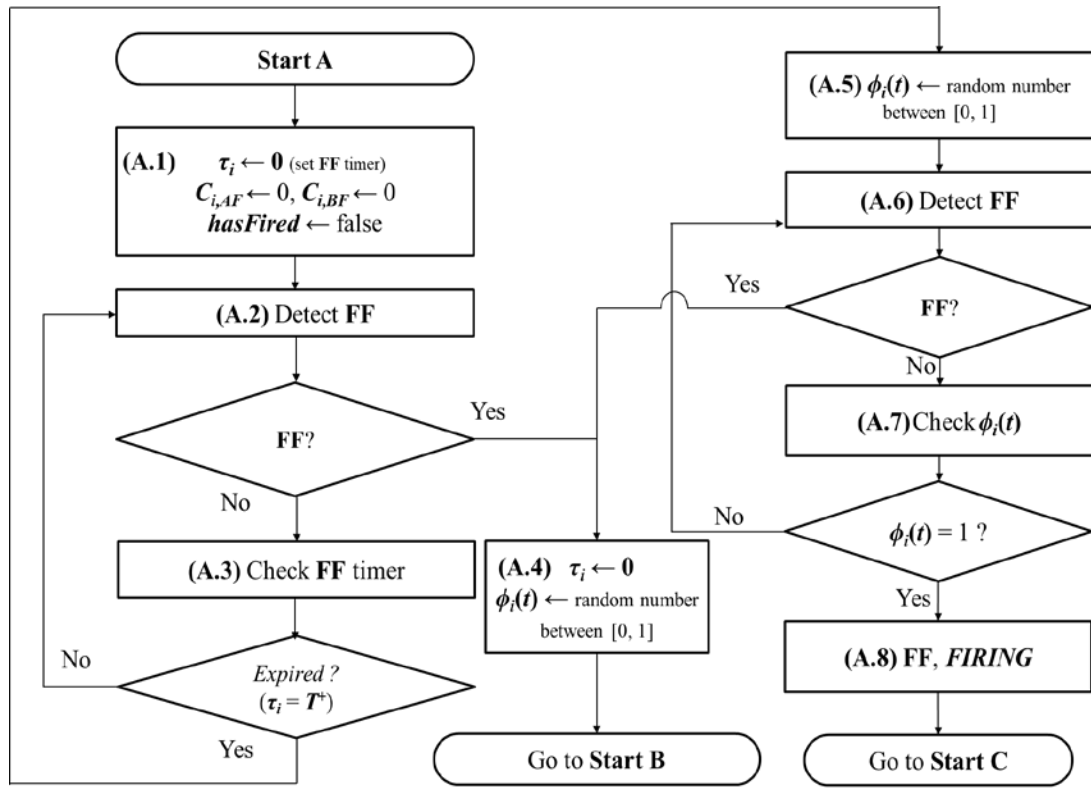 Start A
(A.1) τᵢ ← 0 (set FF timer)
Cᵢ,AF ← 0, Cᵢ,BF ← 0
hasFired ← false
(A.2) Detect FF
FF?
Yes
No
(A.3) Check FF timer
Expired ?
(τᵢ = T⁺)
No
Yes
(A.4) τᵢ ← 0
ϕᵢ(t) ← random number
between [0, 1]
Go to Start B
(A.5) ϕᵢ(t) ← random number
between [0, 1]
(A.6) Detect FF
FF?
Yes
No
(A.7) Check ϕᵢ(t)
ϕᵢ(t) = 1 ?
No
Yes
(A.8) FF, FIRING
Go to Start C